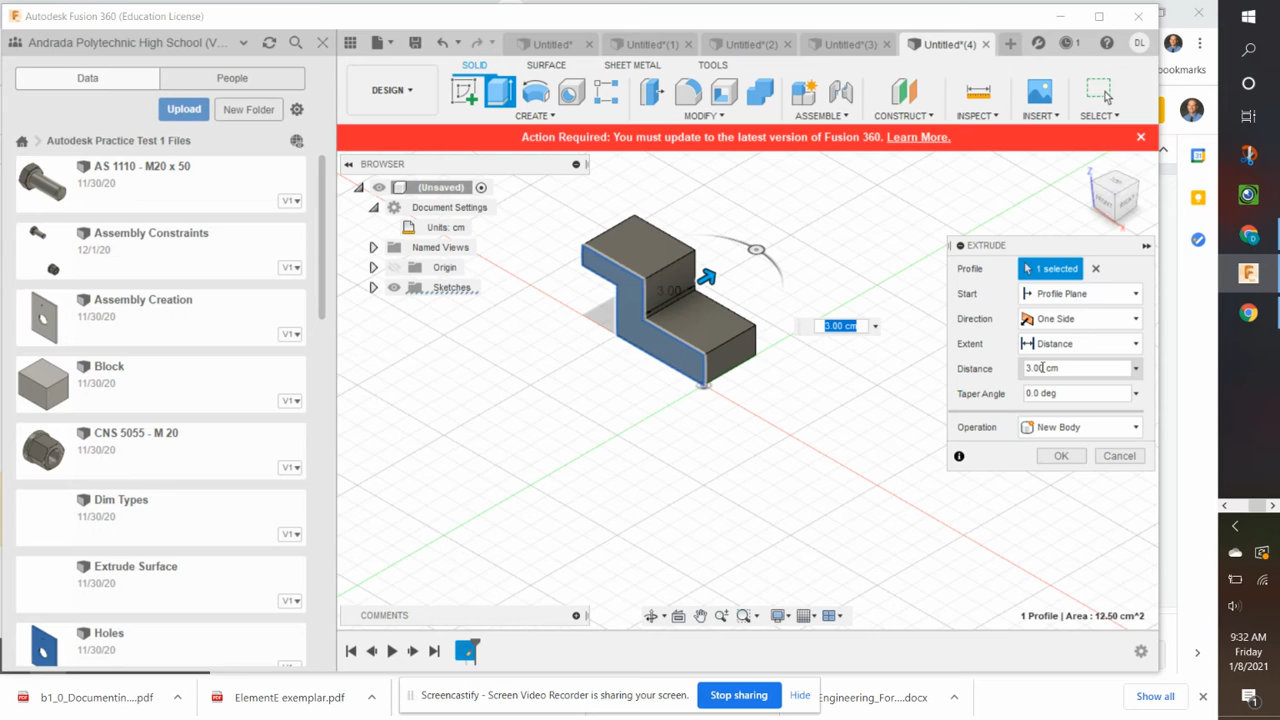 Autodesk Fusion 360 (Education License)
Andrada Polytechnic High School (V...
Untitled*
Untitled*(1)
Untitled*(2)
Untitled*(3)
Untitled*(4)
1
DL
Data
People
Upload
New Folder
Autodesk Practice Test 1 Files
AS 1110 - M20 x 50
11/30/20
V1
Assembly Constraints
12/1/20
V1
Assembly Creation
11/30/20
V1
Block
11/30/20
V1
CNS 5055 - M 20
11/30/20
V1
Dim Types
11/30/20
V1
Extrude Surface
11/30/20
V1
Holes
11/30/20
V1
DESIGN
SOLID
SURFACE
SHEET METAL
TOOLS
CREATE
MODIFY
ASSEMBLE
CONSTRUCT
INSPECT
INSERT
SELECT
Action Required: You must update to the latest version of Fusion 360. Learn More.
BROWSER
(Unsaved)
Document Settings
Units: cm
Named Views
Origin
Sketches
3.00
3.00 cm
Z
X
FRONT
RIGHT
EXTRUDE
Profile
1 selected
Start
Profile Plane
Direction
One Side
Extent
Distance
Distance
3.00 cm
Taper Angle
0.0 deg
Operation
New Body
OK
Cancel
COMMENTS
1 Profile | Area : 12.50 cm^2
ookmarks
9:32 AM
Friday
1/8/2021
1
b1_0_Documentin....pdf
ElementE exemplar.pdf
Screencastify - Screen Video Recorder is sharing your screen.
Stop sharing
Hide
Engineering_For....docx
Show all